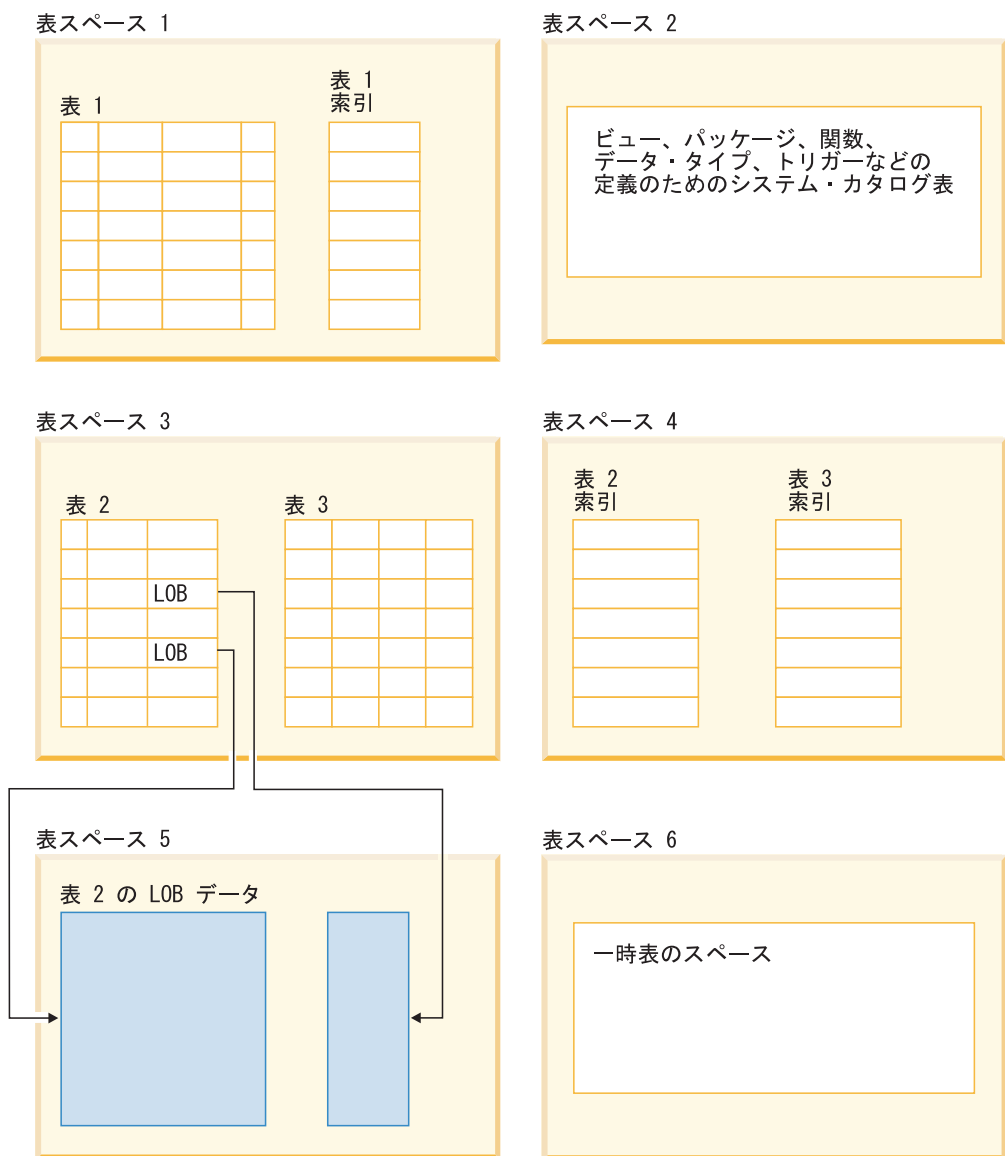 表スペース 1
表 1
表 1
索引
表スペース 2
ビュー、パッケージ、関数、
データ・タイプ、トリガーなどの
定義のためのシステム・カタログ表
表スペース 3
表 2
表 3
LOB
LOB
表スペース 4
表 2
索引
表 3
索引
表スペース 5
表 2 の LOB データ
表スペース 6
一時表のスペース